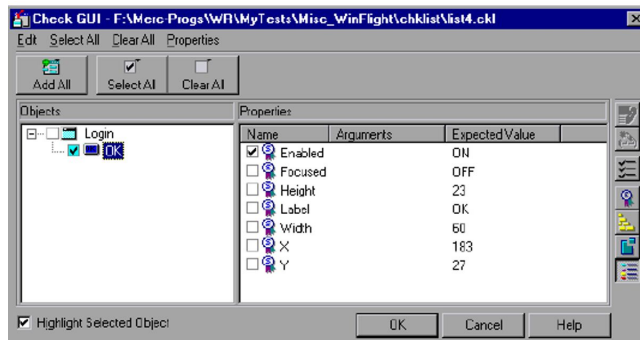 Check GUI - F:\Merc-Progs\WR\MyTests\Misc_WinFlight\chklist\list4.ckl
Edt Select All Clear All Properties
Add All Select All Clear All
Objects
Login
OK
Properties
Name Arguments Expected Value
Enabled ON
Focused OFF
Height 23
Label OK
Width 60
X 183
Y 27
Highlight Selected Object
OK Cancel Help